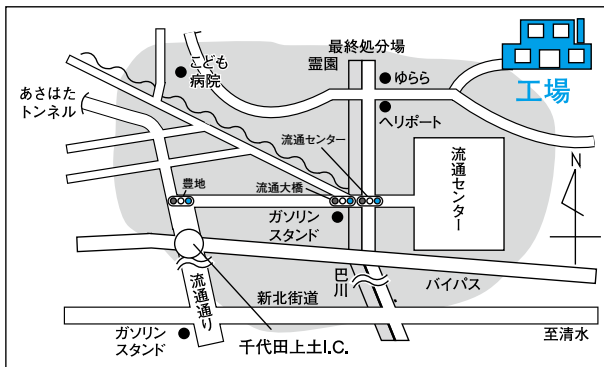 最終処分場
霊園
こども
病院
ゆらら
工場
あさはた
トンネル
ヘリポート
流通センター
流通センター
N
豊地
流通大橋
ガソリン
スタンド
巴川
バイパス
流通通り
新北街道
ガソリン
スタンド
至清水
千代田上土I.C.